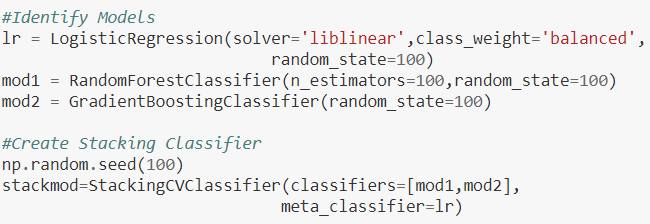 #Identify Models
lr = LogisticRegression(solver='liblinear',class_weight='balanced',
random_state=100)
mod1 = RandomForestClassifier(n_estimators=100,random_state=100)
mod2 = GradientBoostingClassifier(random_state=100)
#Create Stacking Classifier
np.random.seed(100)
stackmod=StackingCVClassifier(classifiers=[mod1,mod2],
meta_classifier=lr)